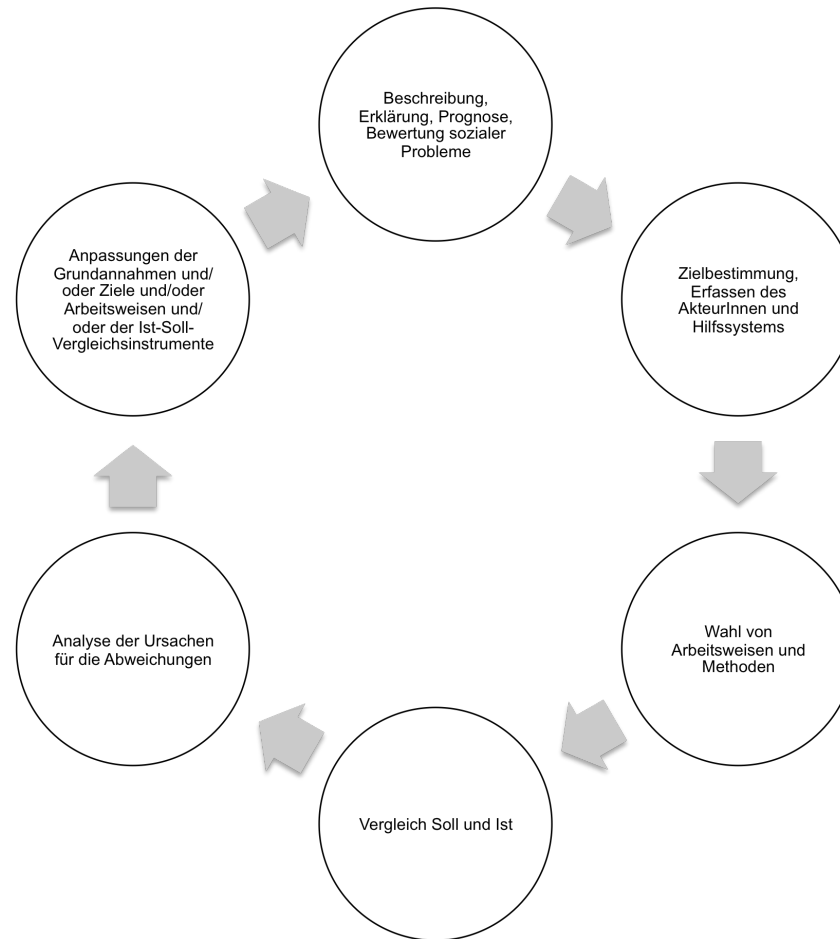 Beschreibung,
Erklärung, Prognose,
Bewertung sozialer
Probleme
Zielbestimmung,
Erfassen des
AkteurInnen und
Hilfssystems
Wahl von
Arbeitsweisen und
Methoden
Vergleich Soll und Ist
Analyse der Ursachen
für die Abweichungen
Anpassungen der
Grundannahmen und/
oder Ziele und/oder
Arbeitsweisen und/
oder der Ist-Soll-
Vergleichsinstrumente